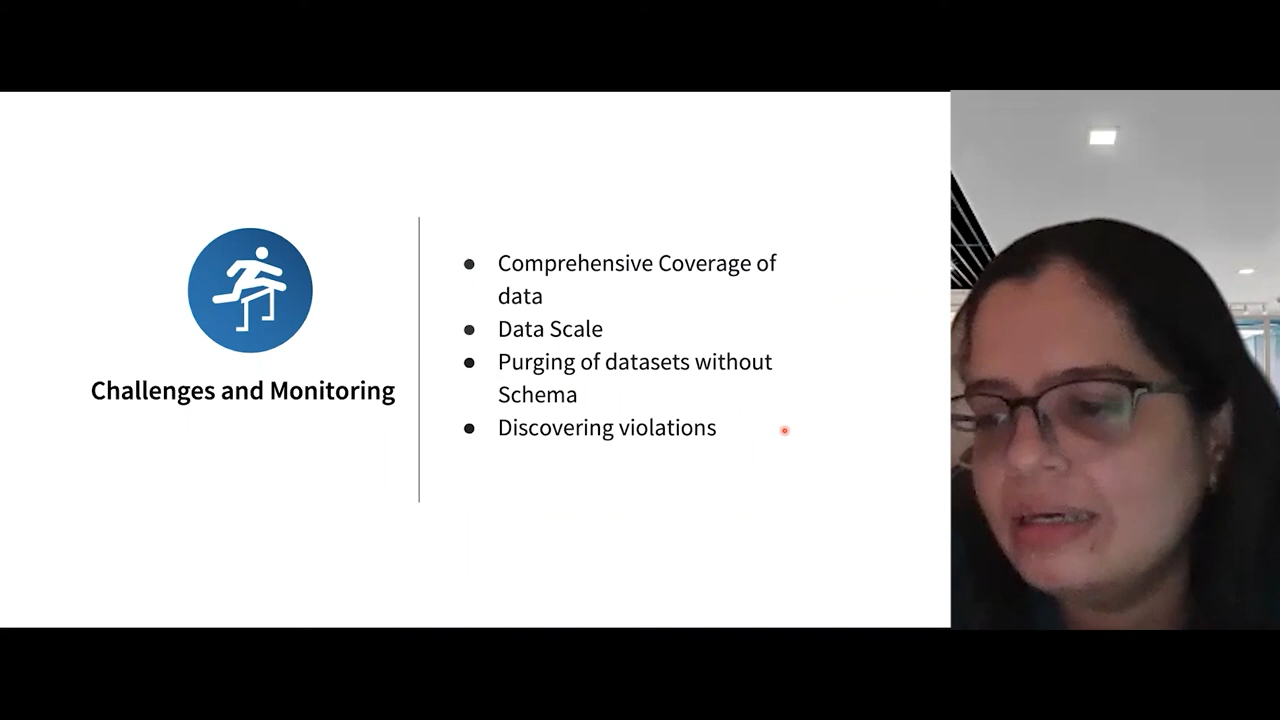 Challenges and Monitoring
● Comprehensive Coverage of
data
● Data Scale
● Purging of datasets without
Schema
● Discovering violations